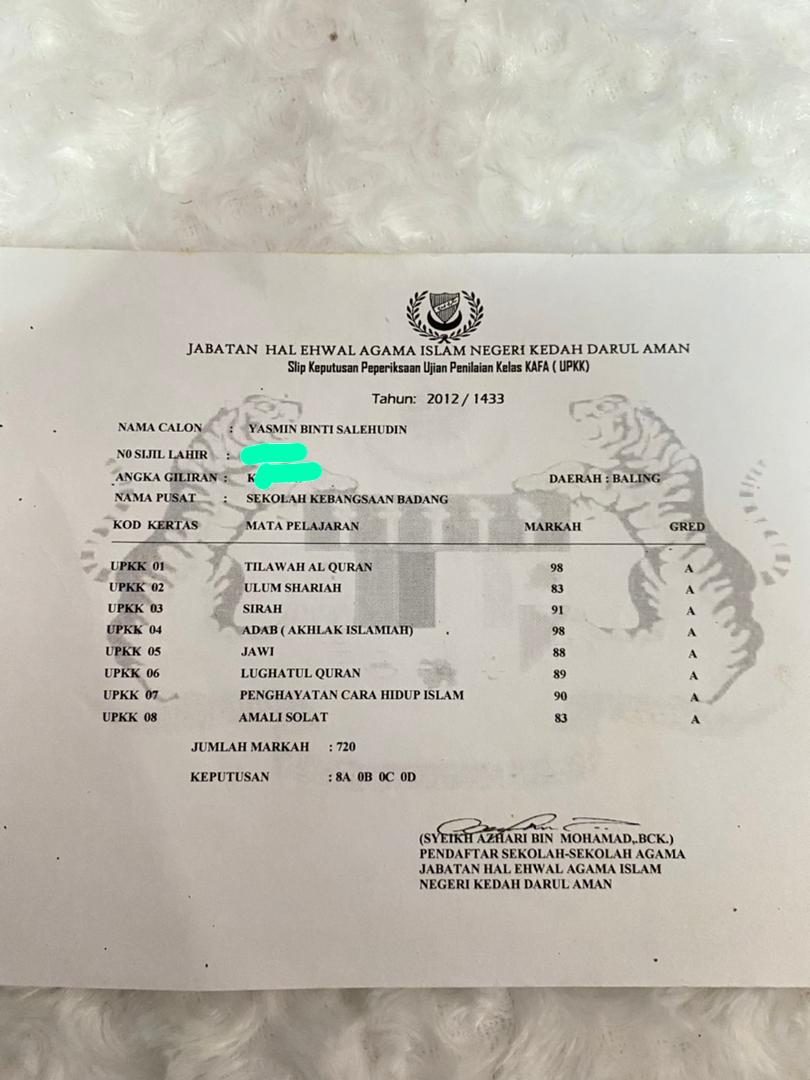 JABATAN HAL EHWAL AGAMA ISLAM NEGERI KEDAH DARUL AMAN
Slip Keputusan Peperiksaan Ujian Penilaian Kelas KAFA ( UPKK)
Tahun: 2012 / 1433
NAMA CALON : YASMIN BINTI SALEHUDIN
N0 SIJIL LAHIR :
ANGKA GILIRAN : K DAERAH : BALING
NAMA PUSAT : SEKOLAH KEBANGSAAN BADANG
KOD KERTAS MATA PELAJARAN MARKAH GRED
UPKK 01 TILAWAH AL QURAN 98 A
UPKK 02 ULUM SHARIAH 83 A
UPKK 03 SIRAH 91 A
UPKK 04 ADAB ( AKHLAK ISLAMIAH) 98 A
UPKK 05 JAWI 88 A
UPKK 06 LUGHATUL QURAN 89 A
UPKK 07 PENGHAYATAN CARA HIDUP ISLAM 90 A
UPKK 08 AMALI SOLAT 83 A
JUMLAH MARKAH : 720
KEPUTUSAN : 8A 0B 0C 0D
(SYEIKH AZHARI BIN MOHAMAD,.BCK.)
PENDAFTAR SEKOLAH-SEKOLAH AGAMA
JABATAN HAL EHWAL AGAMA ISLAM
NEGERI KEDAH DARUL AMAN